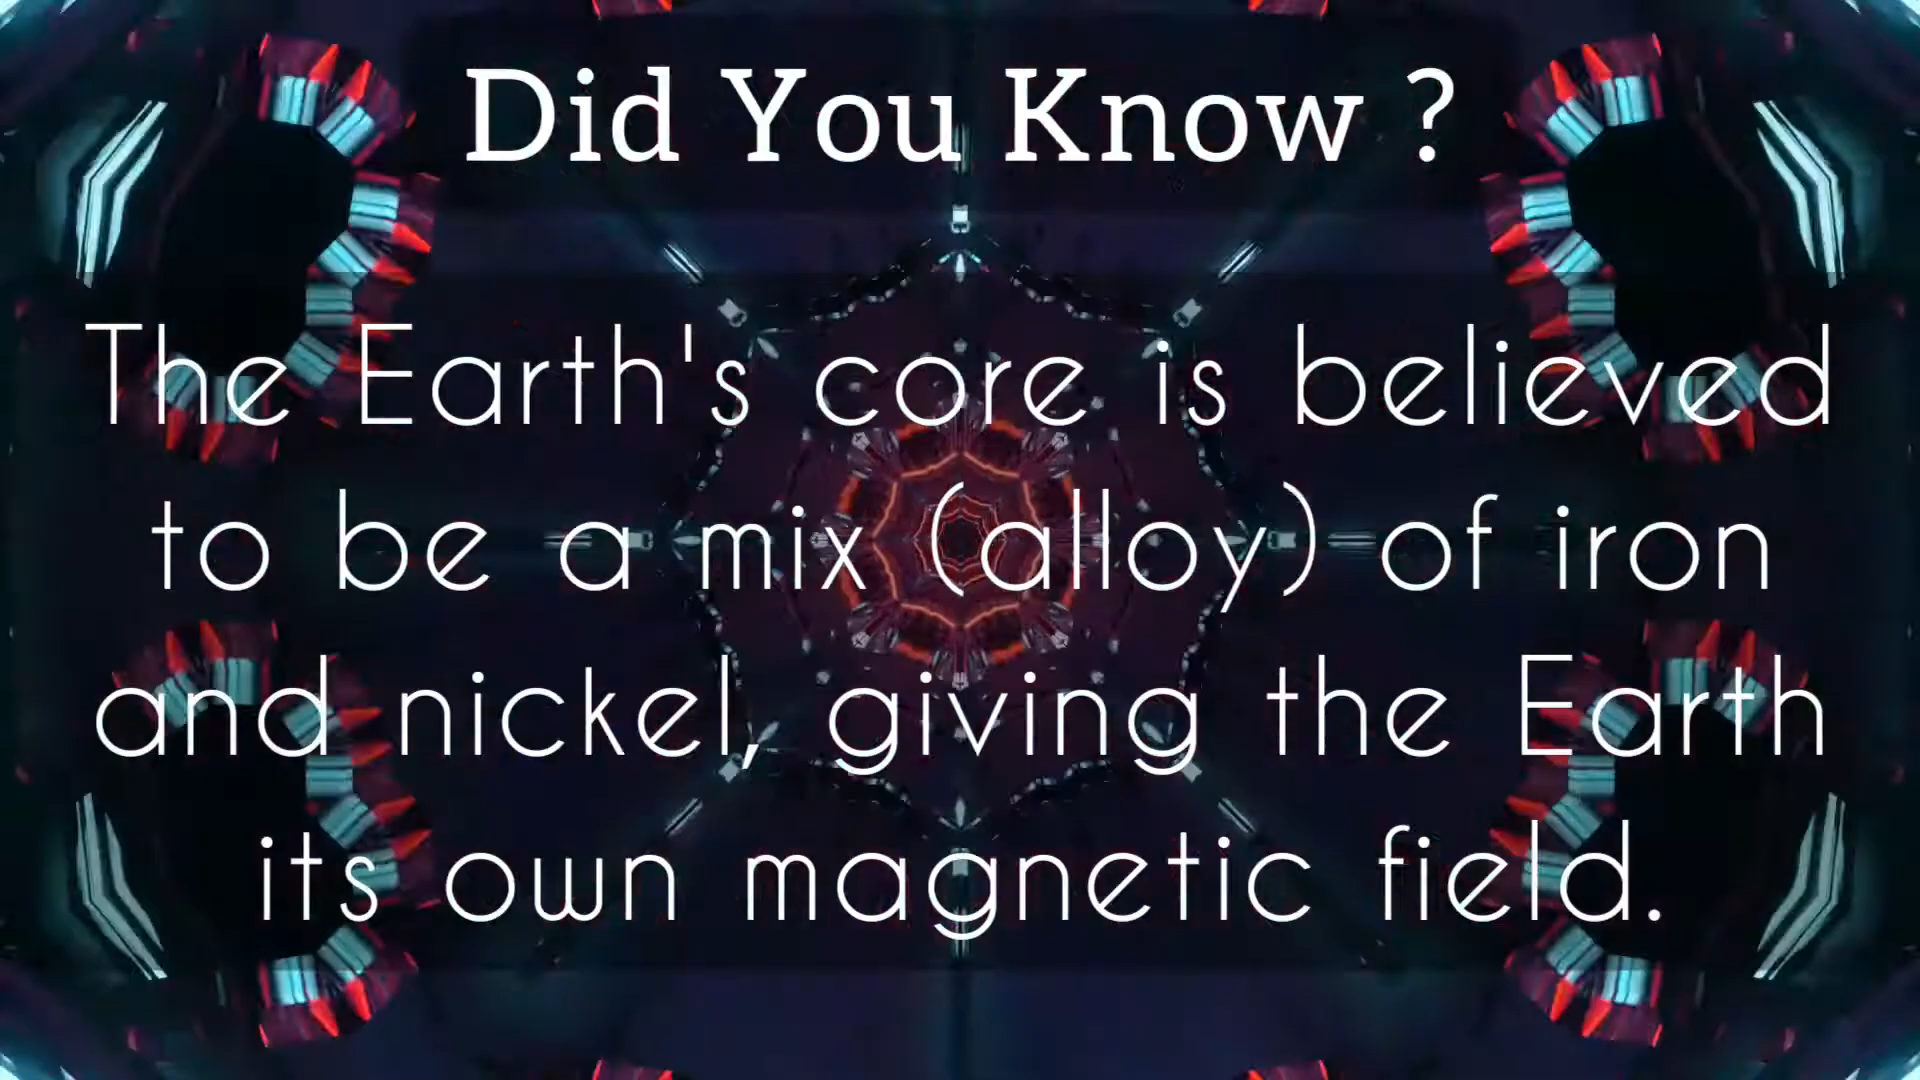 Did You Know ?
The Earth's core is believed
to be a mix (alloy) of iron
and nickel, giving the Earth
its own magnetic field.